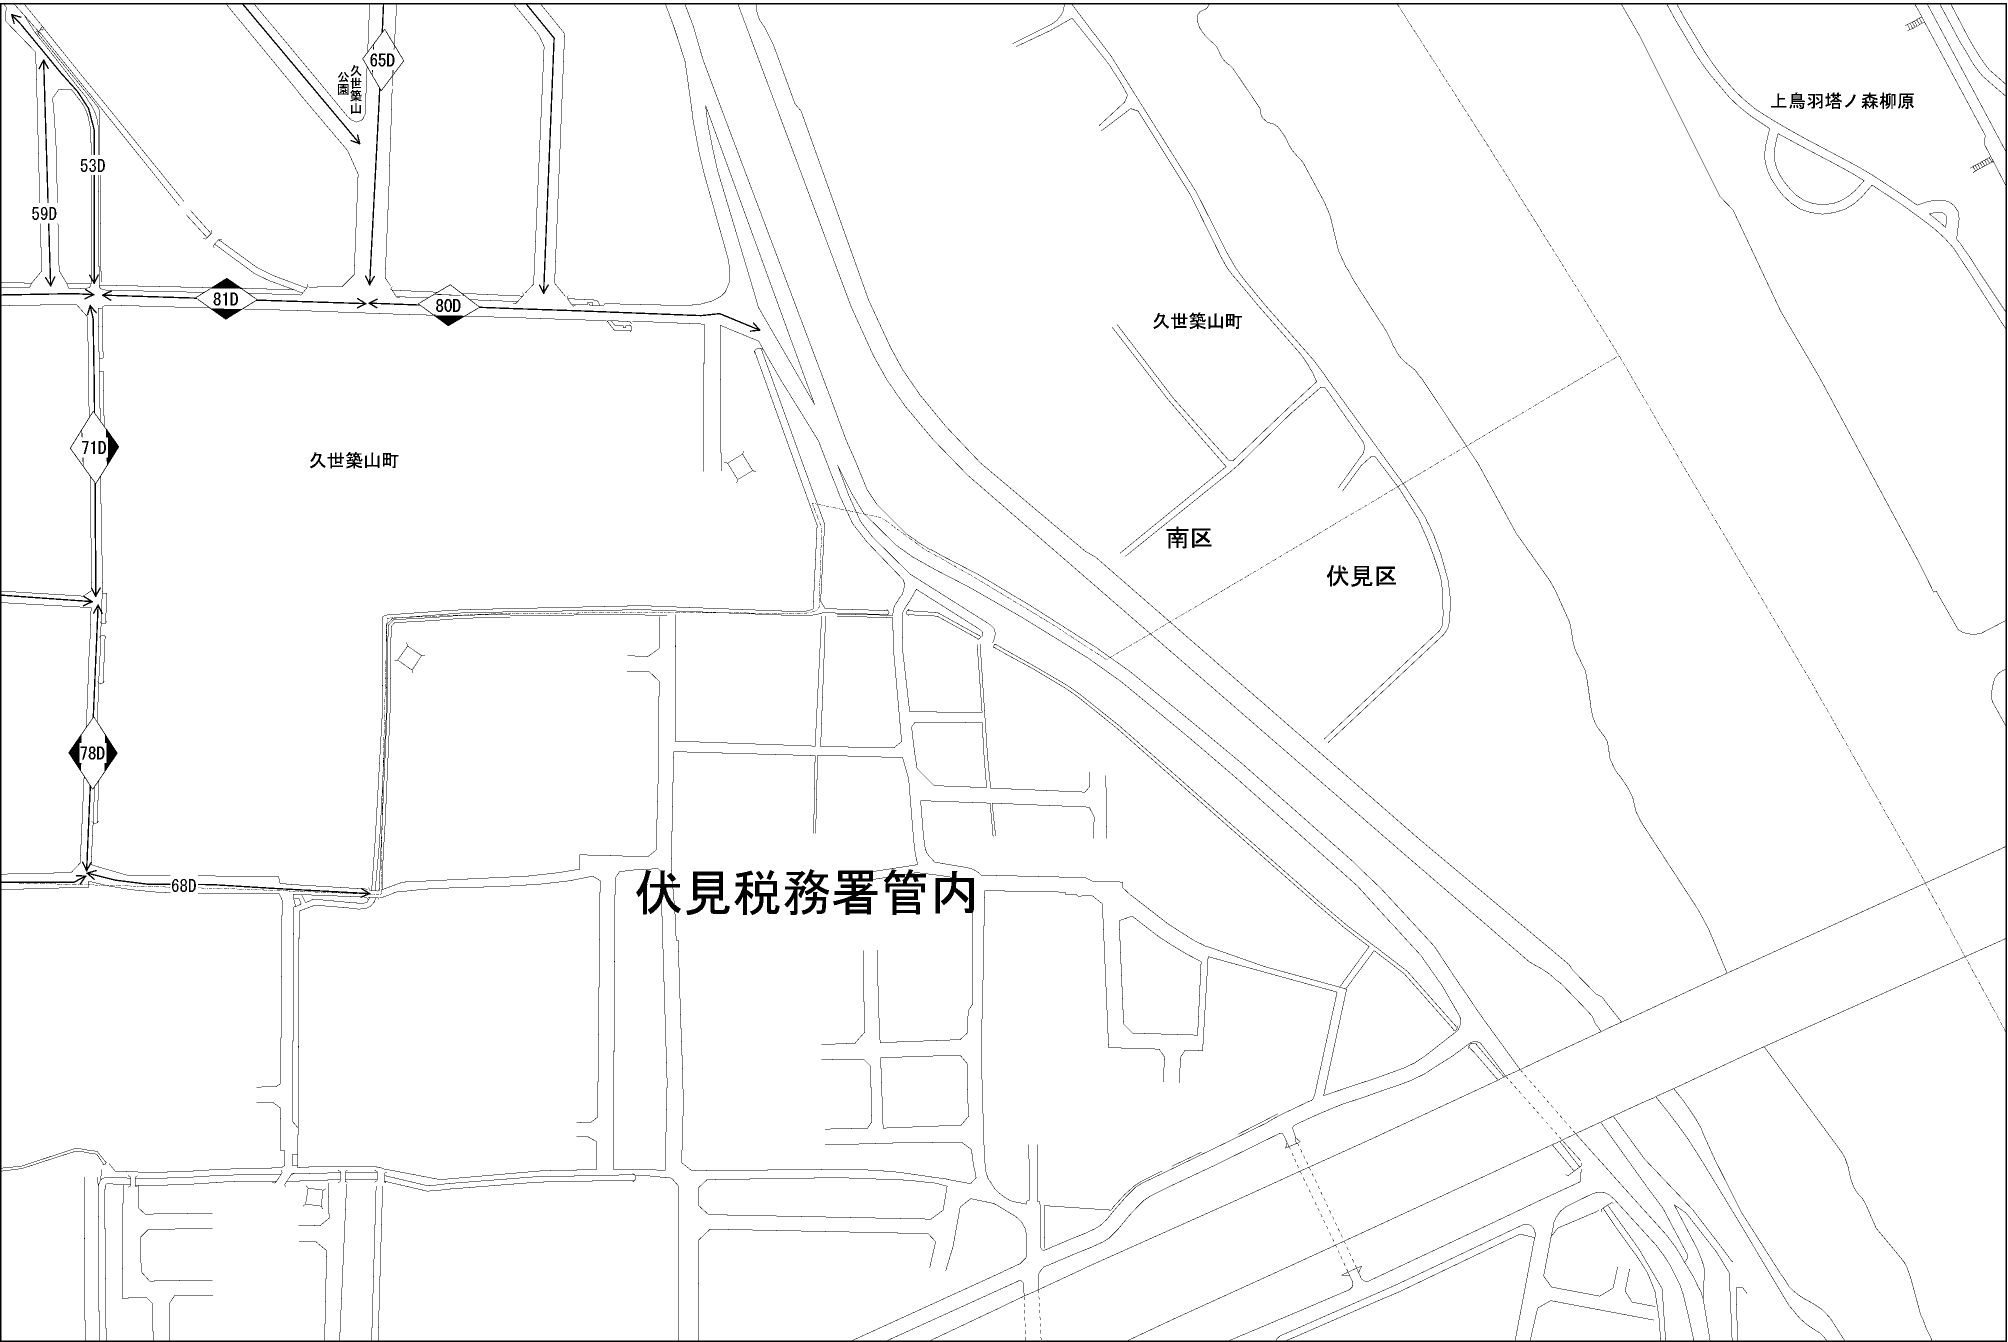 65D
久世築山
公園
上鳥羽塔ノ森柳原
53D
59D
81D
80D
久世築山町
71D
久世築山町
南区
伏見区
78D
68D
伏見税務署管内